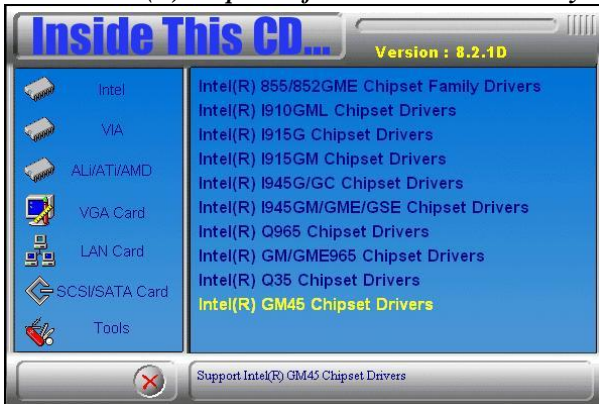 Inside This CD...
Version : 8.2.1D
Intel
VIA
ALi/ATi/AMD
VGA Card
LAN Card
SCSI/SATA Card
Tools
Intel(R) 855/852GME Chipset Family Drivers
Intel(R) I910GML Chipset Drivers
Intel(R) I915G Chipset Drivers
Intel(R) I915GM Chipset Drivers
Intel(R) I945G/GC Chipset Drivers
Intel(R) I945GM/GME/GSE Chipset Drivers
Intel(R) Q965 Chipset Drivers
Intel(R) GM/GME965 Chipset Drivers
Intel(R) Q35 Chipset Drivers
Intel(R) GM45 Chipset Drivers
Support Intel(R) GM45 Chipset Drivers